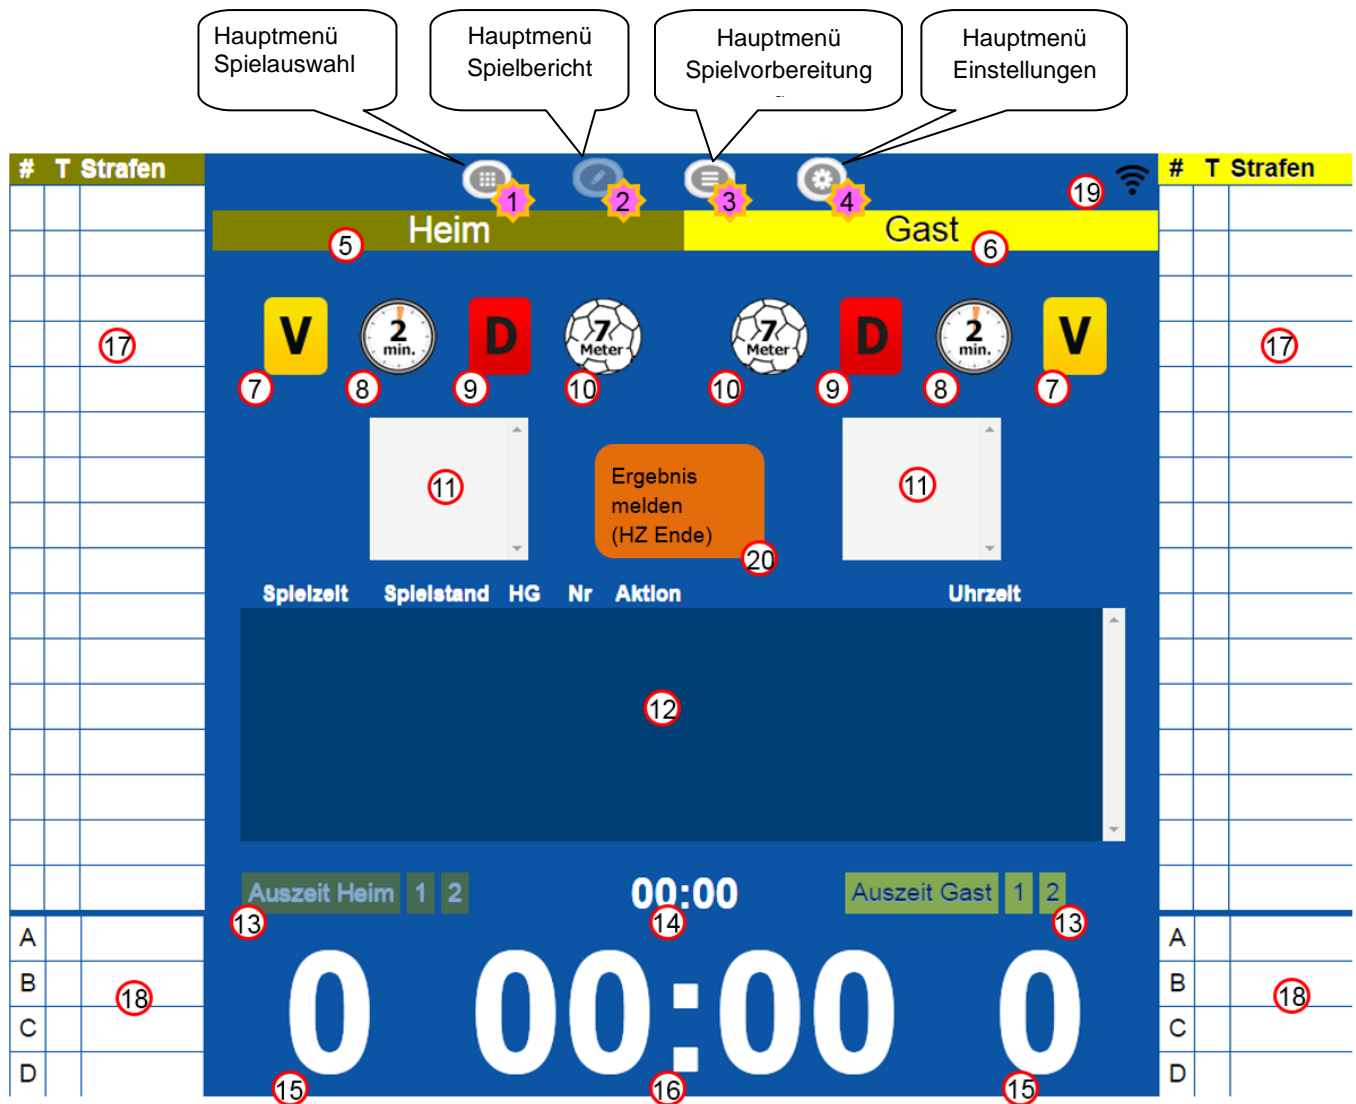 Hauptmenü
Spielauswahl
Hauptmenü
Spielbericht
Hauptmenü
Spielvorbereitung
Hauptmenü
Einstellungen
# T Strafen
1 2 3 4 19
# T Strafen
Heim Gast
5 6
V 2 min. D 7 Meter 7 Meter D 2 min. V
17 17
7 8 9 10 10 9 8 7
11 11
Ergebnis
melden
(HZ Ende)
20
Spielzeit Spielstand HG Nr Aktion Uhrzeit
12
Auszeit Heim 1 2 00:00 Auszeit Gast 1 2
13 14 13
A A
B B
18 18
C C
D D
0 00:00 0
15 16 15